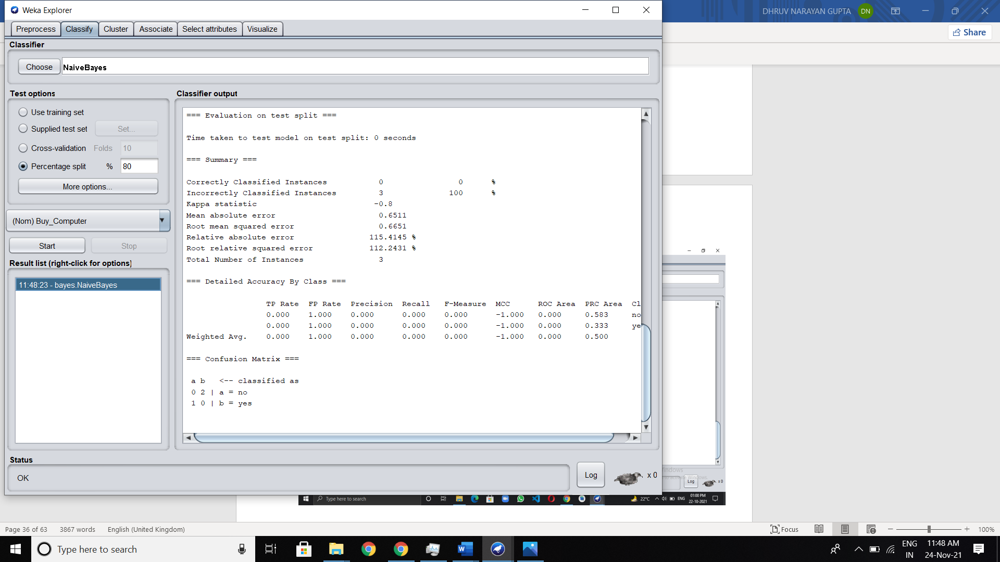 Weka Explorer
DHRUV NARAYAN GUPTA DN
Share
Preprocess Classify Cluster Associate Select attributes Visualize
Classifier
Choose NaiveBayes
Test options
Use training set
Supplied test set Set...
Cross-validation Folds 10
Percentage split % 80
More options...
(Nom) Buy_Computer
Start Stop
Result list (right-click for options)
11:48:23 - bayes.NaiveBayes
Classifier output
=== Evaluation on test split ===
Time taken to test model on test split: 0 seconds
=== Summary ===
Correctly Classified Instances 0 0 %
Incorrectly Classified Instances 3 100 %
Kappa statistic -0.8
Mean absolute error 0.6511
Root mean squared error 0.6651
Relative absolute error 115.4145 %
Root relative squared error 112.2431 %
Total Number of Instances 3
=== Detailed Accuracy By Class ===
TP Rate FP Rate Precision Recall F-Measure MCC ROC Area PRC Area Cl
0.000 1.000 0.000 0.000 0.000 -1.000 0.000 0.583 no
0.000 1.000 0.000 0.000 0.000 -1.000 0.000 0.333 ye
Weighted Avg. 0.000 1.000 0.000 0.000 0.000 -1.000 0.000 0.500
=== Confusion Matrix ===
a b <-- classified as
0 2 | a = no
1 0 | b = yes
Status
OK
Log x 0
Log x 0
Type here to search 22°C ENG 01:00 PM
22-10-2021
Page 36 of 63 3867 words English (United Kingdom) Focus 100%
Type here to search
ENG 11:48 AM
IN 24-Nov-21